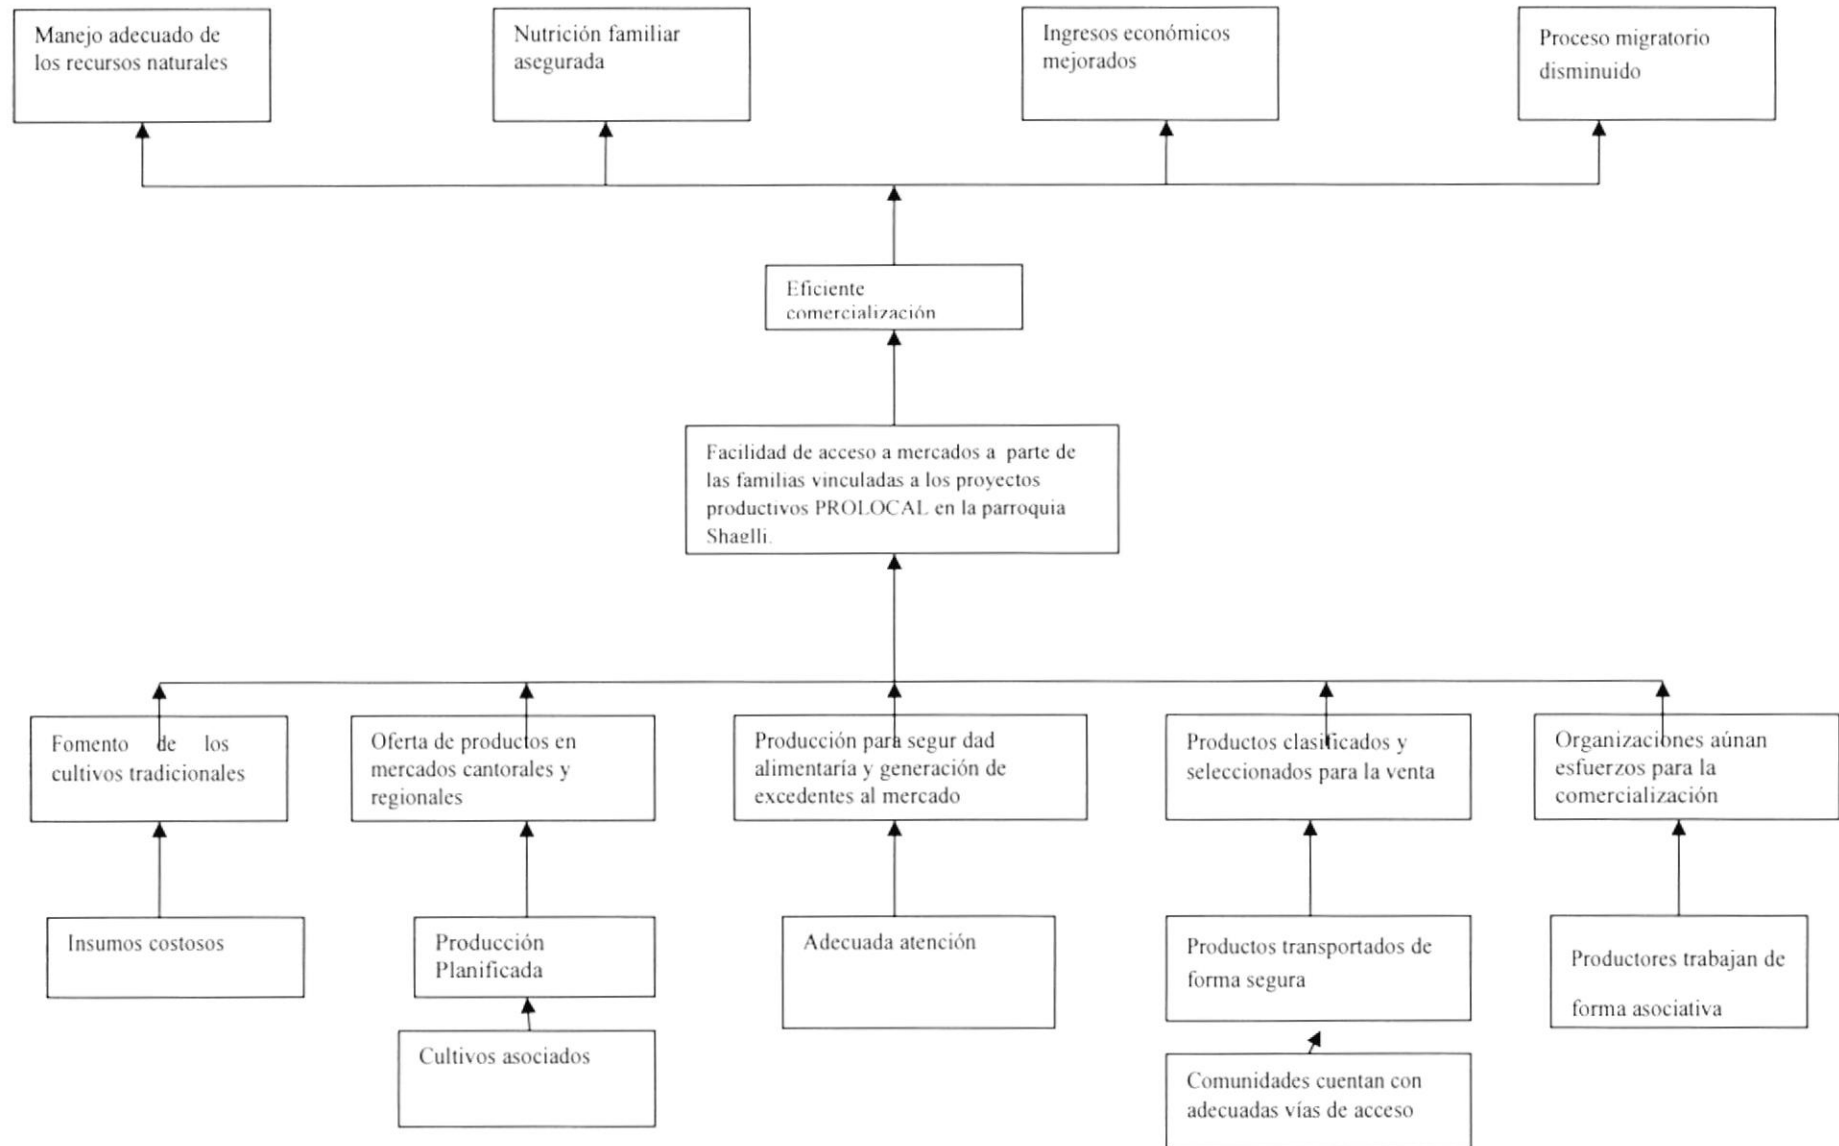 Manejo adecuado de
los recursos naturales
Nutrición familiar
asegurada
Ingresos económicos
mejorados
Proceso migratorio
disminuido
Eficiente
comercialización
Facilidad de acceso a mercados a parte de
las familias vinculadas a los proyectos
productivos PROLOCAL en la parroquia
Shaglli.
Fomento de los
cultivos tradicionales
Oferta de productos en
mercados cantorales y
regionales
Producción para segur dad
alimentaría y generación de
excedentes al mercado
Productos clasificados y
seleccionados para la venta
Organizaciones aúnan
esfuerzos para la
comercialización
Insumos costosos
Producción
Planificada
Adecuada atención
Productos transportados de
forma segura
Productores trabajan de
forma asociativa
Cultivos asociados
Comunidades cuentan con
adecuadas vías de acceso